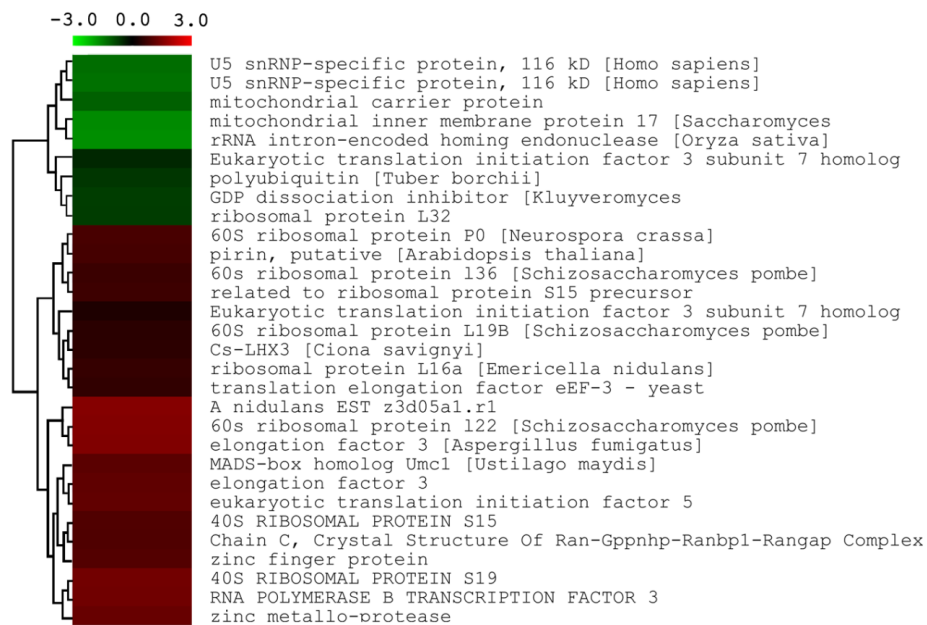 -3.0 0.0 3.0
U5 snRNP-specific protein, 116 kD [Homo sapiens]
U5 snRNP-specific protein, 116 kD [Homo sapiens]
mitochondrial carrier protein
mitochondrial inner membrane protein 17 [Saccharomyces
rRNA intron-encoded homing endonuclease [Oryza sativa]
Eukaryotic translation initiation factor 3 subunit 7 homolog
polyubiquitin [Tuber borchii]
GDP dissociation inhibitor [Kluyveromyces
ribosomal protein L32
60S ribosomal protein P0 [Neurospora crassa]
pirin, putative [Arabidopsis thaliana]
60s ribosomal protein l36 [Schizosaccharomyces pombe]
related to ribosomal protein S15 precursor
Eukaryotic translation initiation factor 3 subunit 7 homolog
60S ribosomal protein L19B [Schizosaccharomyces pombe]
Cs-LHX3 [Ciona savignyi]
ribosomal protein L16a [Emericella nidulans]
translation elongation factor eEF-3 - yeast
A nidulans EST z3d05a1.r1
60s ribosomal protein l22 [Schizosaccharomyces pombe]
elongation factor 3 [Aspergillus fumigatus]
MADS-box homolog Umc1 [Ustilago maydis]
elongation factor 3
eukaryotic translation initiation factor 5
40S RIBOSOMAL PROTEIN S15
Chain C, Crystal Structure Of Ran-Gppnhp-Ranbp1-Rangap Complex
zinc finger protein
40S RIBOSOMAL PROTEIN S19
RNA POLYMERASE B TRANSCRIPTION FACTOR 3
zinc metallo-protease